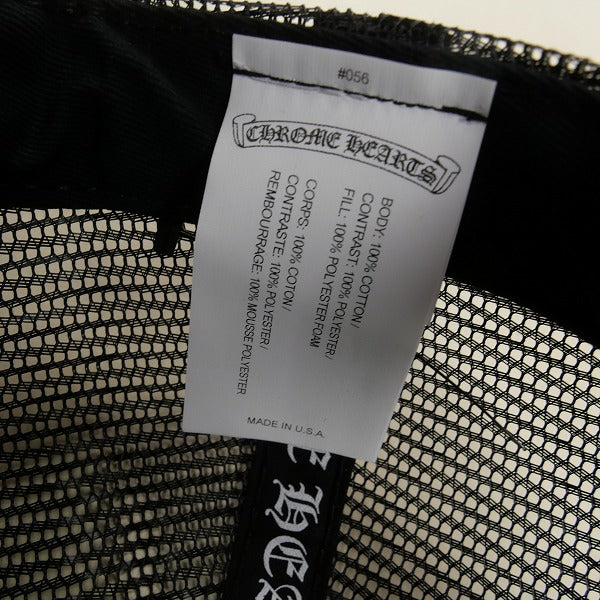 #056
CHROME HEARTS
BODY: 100% COTTON /
CONTRAST: 100% POLYESTER /
FILL: 100% POLYESTER FOAM
CORPS: 100% COTON /
CONTRASTE: 100% POLYESTER /
REMBOURRAGE: 100% MOUSSE POLYESTER
MADE IN U.S.A.